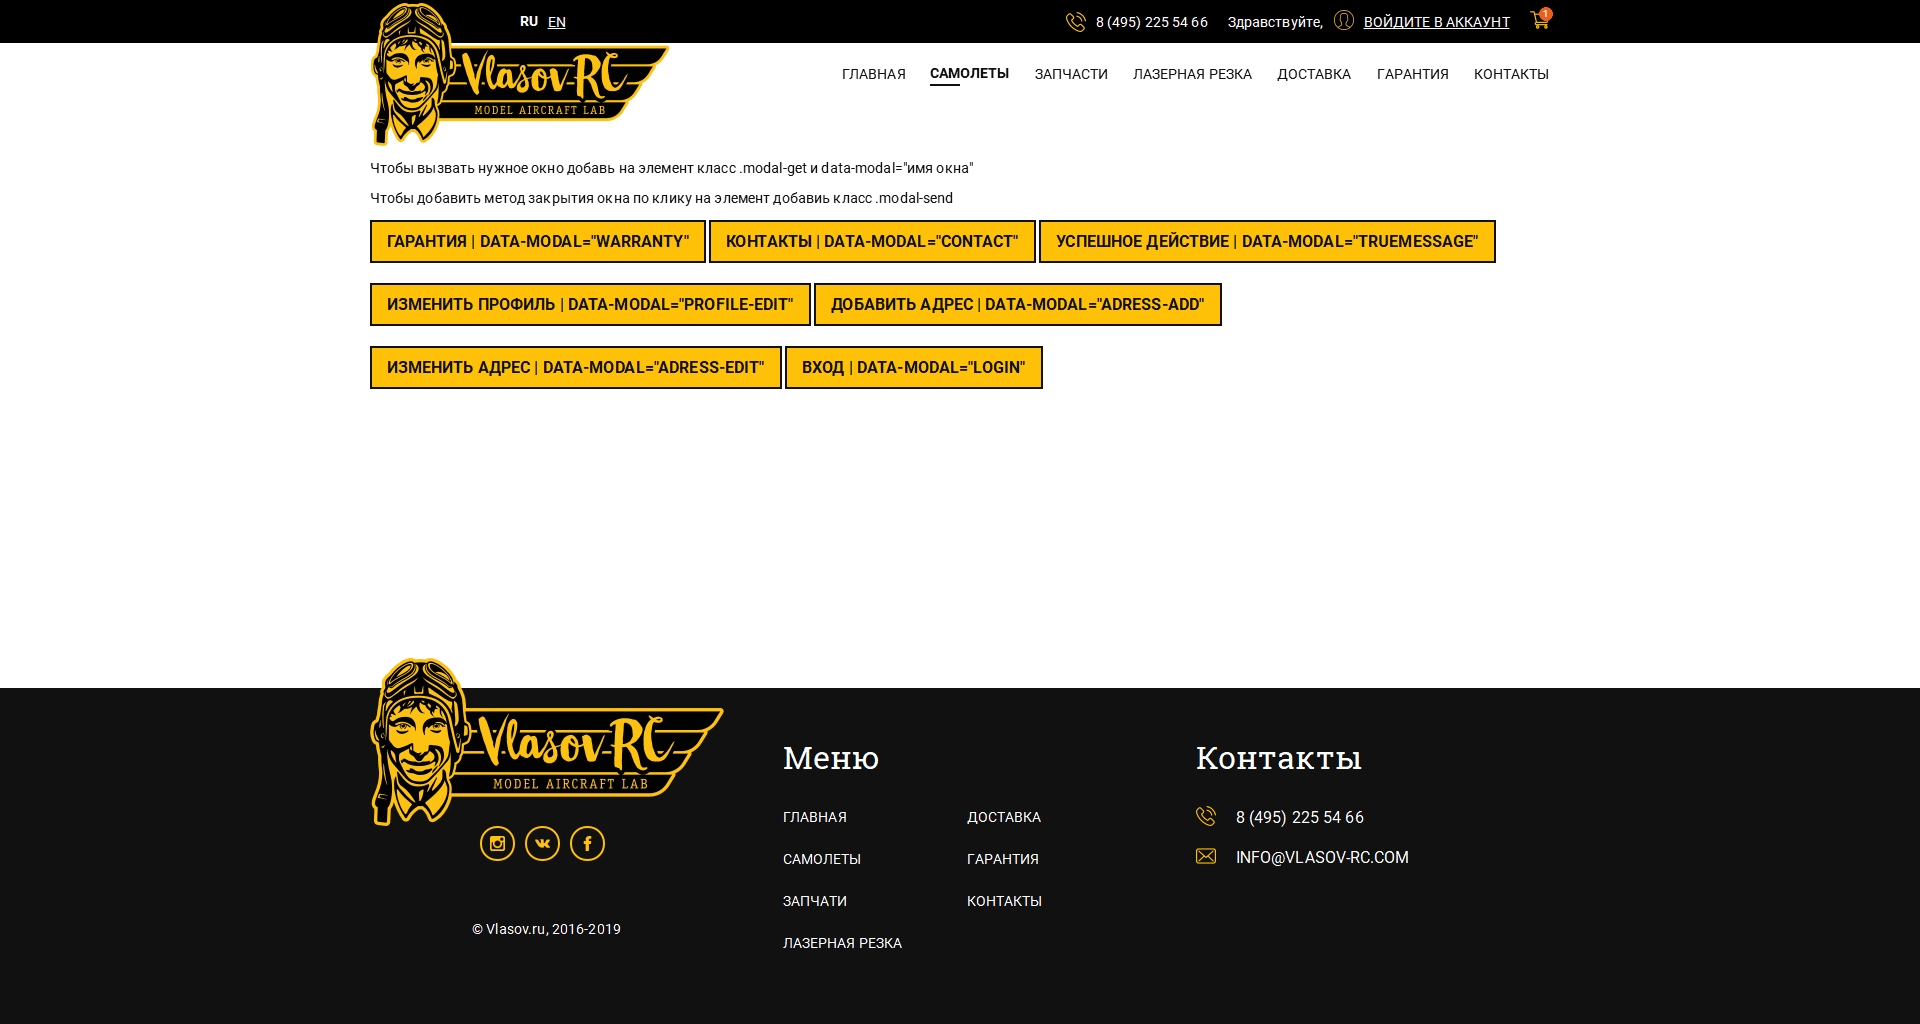 RU EN
8 (495) 225 54 66 Здравствуйте, ВОЙДИТЕ В АККАУНТ 1
Vlasov RC
MODEL AIRCRAFT LAB
ГЛАВНАЯ САМОЛЕТЫ ЗАПЧАСТИ ЛАЗЕРНАЯ РЕЗКА ДОСТАВКА ГАРАНТИЯ КОНТАКТЫ
Чтобы вызвать нужное окно добавь на элемент класс .modal-get и data-modal="имя окна"
Чтобы добавить метод закрытия окна по клику на элемент добавиь класс .modal-send
ГАРАНТИЯ | DATA-MODAL="WARRANTY" КОНТАКТЫ | DATA-MODAL="CONTACT" УСПЕШНОЕ ДЕЙСТВИЕ | DATA-MODAL="TRUEMESSAGE"
ИЗМЕНИТЬ ПРОФИЛЬ | DATA-MODAL="PROFILE-EDIT" ДОБАВИТЬ АДРЕС | DATA-MODAL="ADRESS-ADD"
ИЗМЕНИТЬ АДРЕС | DATA-MODAL="ADRESS-EDIT" ВХОД | DATA-MODAL="LOGIN"
Vlasov RC
MODEL AIRCRAFT LAB
© Vlasov.ru, 2016-2019
Меню
ГЛАВНАЯ ДОСТАВКА
САМОЛЕТЫ ГАРАНТИЯ
ЗАПЧАТИ КОНТАКТЫ
ЛАЗЕРНАЯ РЕЗКА
Контакты
8 (495) 225 54 66
INFO@VLASOV-RC.COM